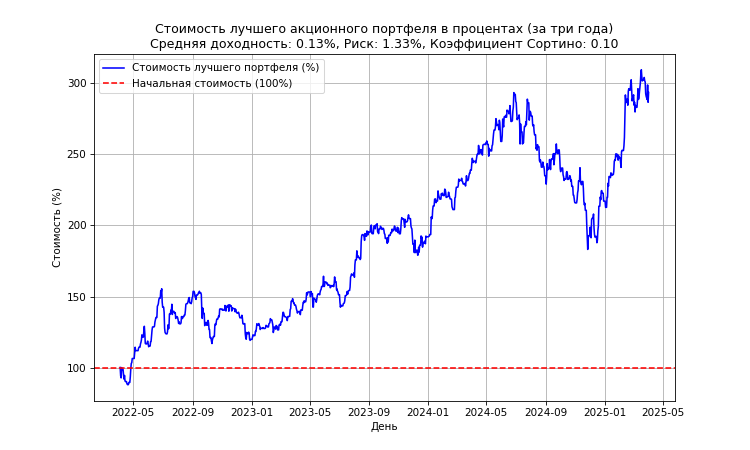 Стоимость лучшего акционного портфеля в процентах (за три года)
Средняя доходность: 0.13%, Риск: 1.33%, Коэффициент Сортино: 0.10
Стоимость лучшего портфеля (%)
Начальная стоимость (100%)
Стоимость (%)
300
250
200
150
100
2022-05 2022-09 2023-01 2023-05 2023-09 2024-01 2024-05 2024-09 2025-01 2025-05
День